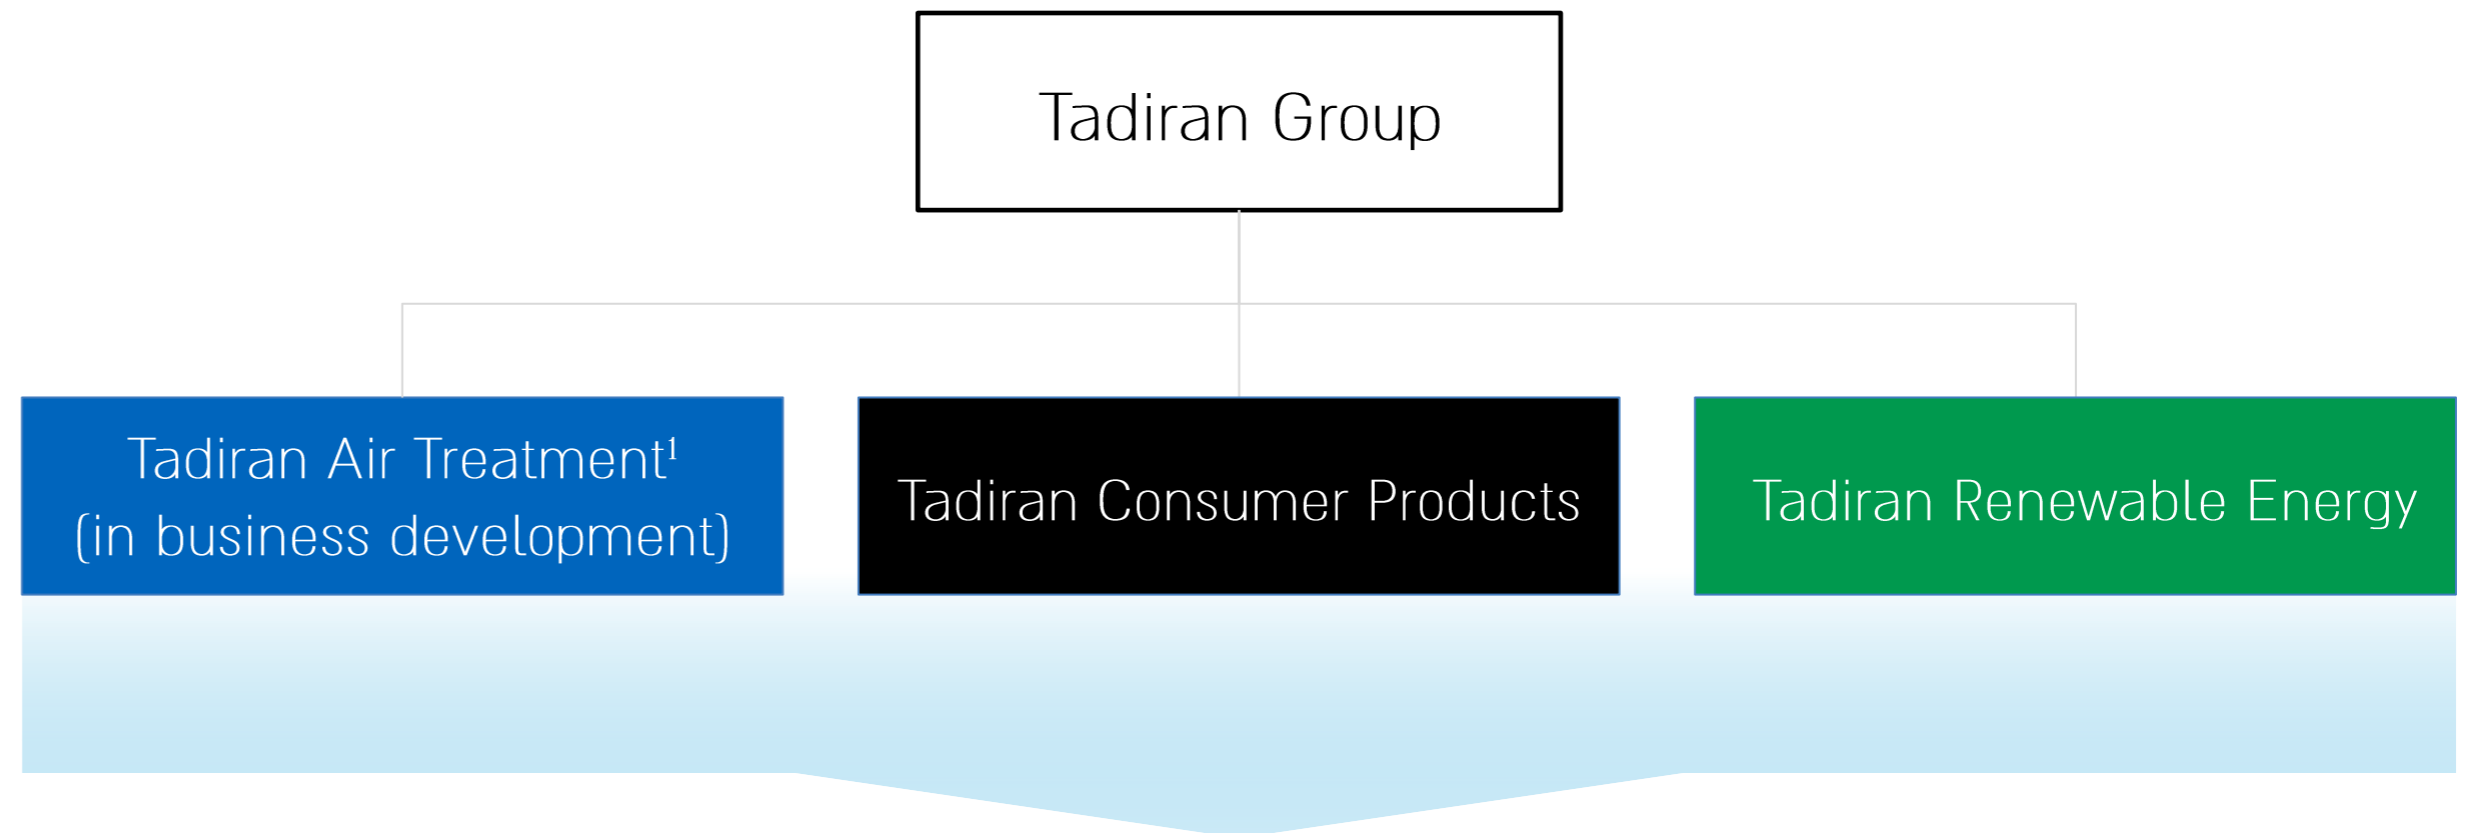 Tadiran Group
Tadiran Air Treatment¹
(in business development)
Tadiran Consumer Products
Tadiran Renewable Energy